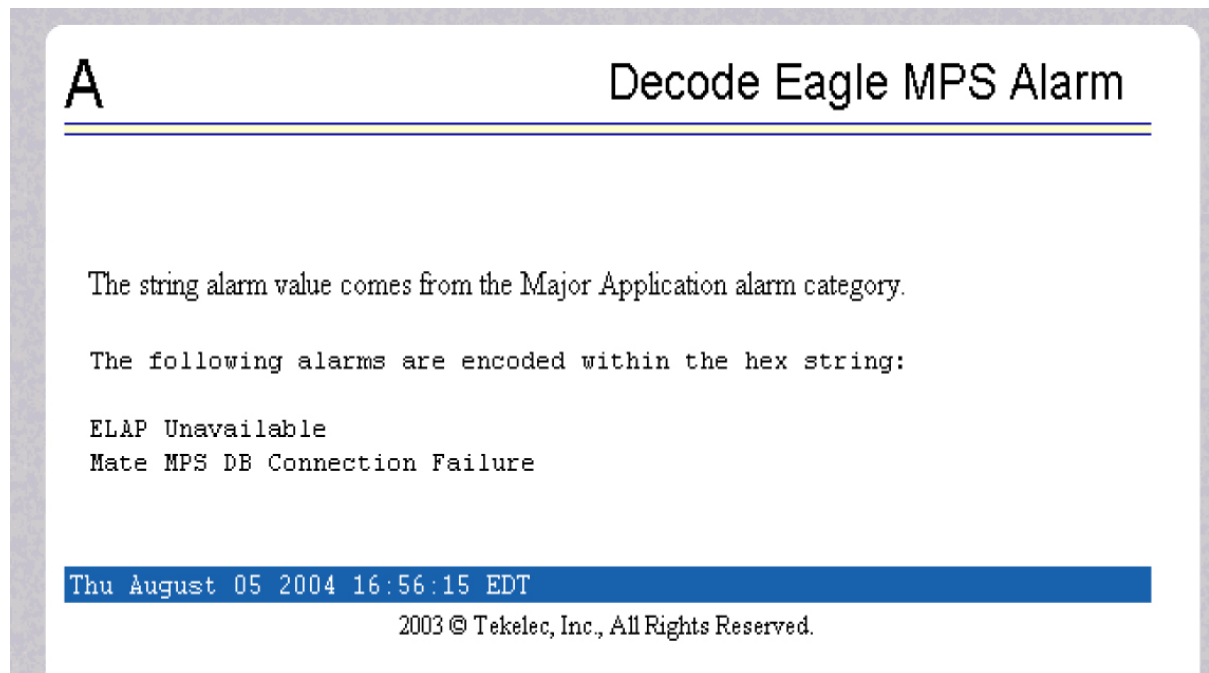 A
Decode Eagle MPS Alarm
The string alarm value comes from the Major Application alarm category.
The following alarms are encoded within the hex string:
ELAP Unavailable
Mate MPS DB Connection Failure
Thu August 05 2004 16:56:15 EDT
2003 © Tekelec, Inc., All Rights Reserved.